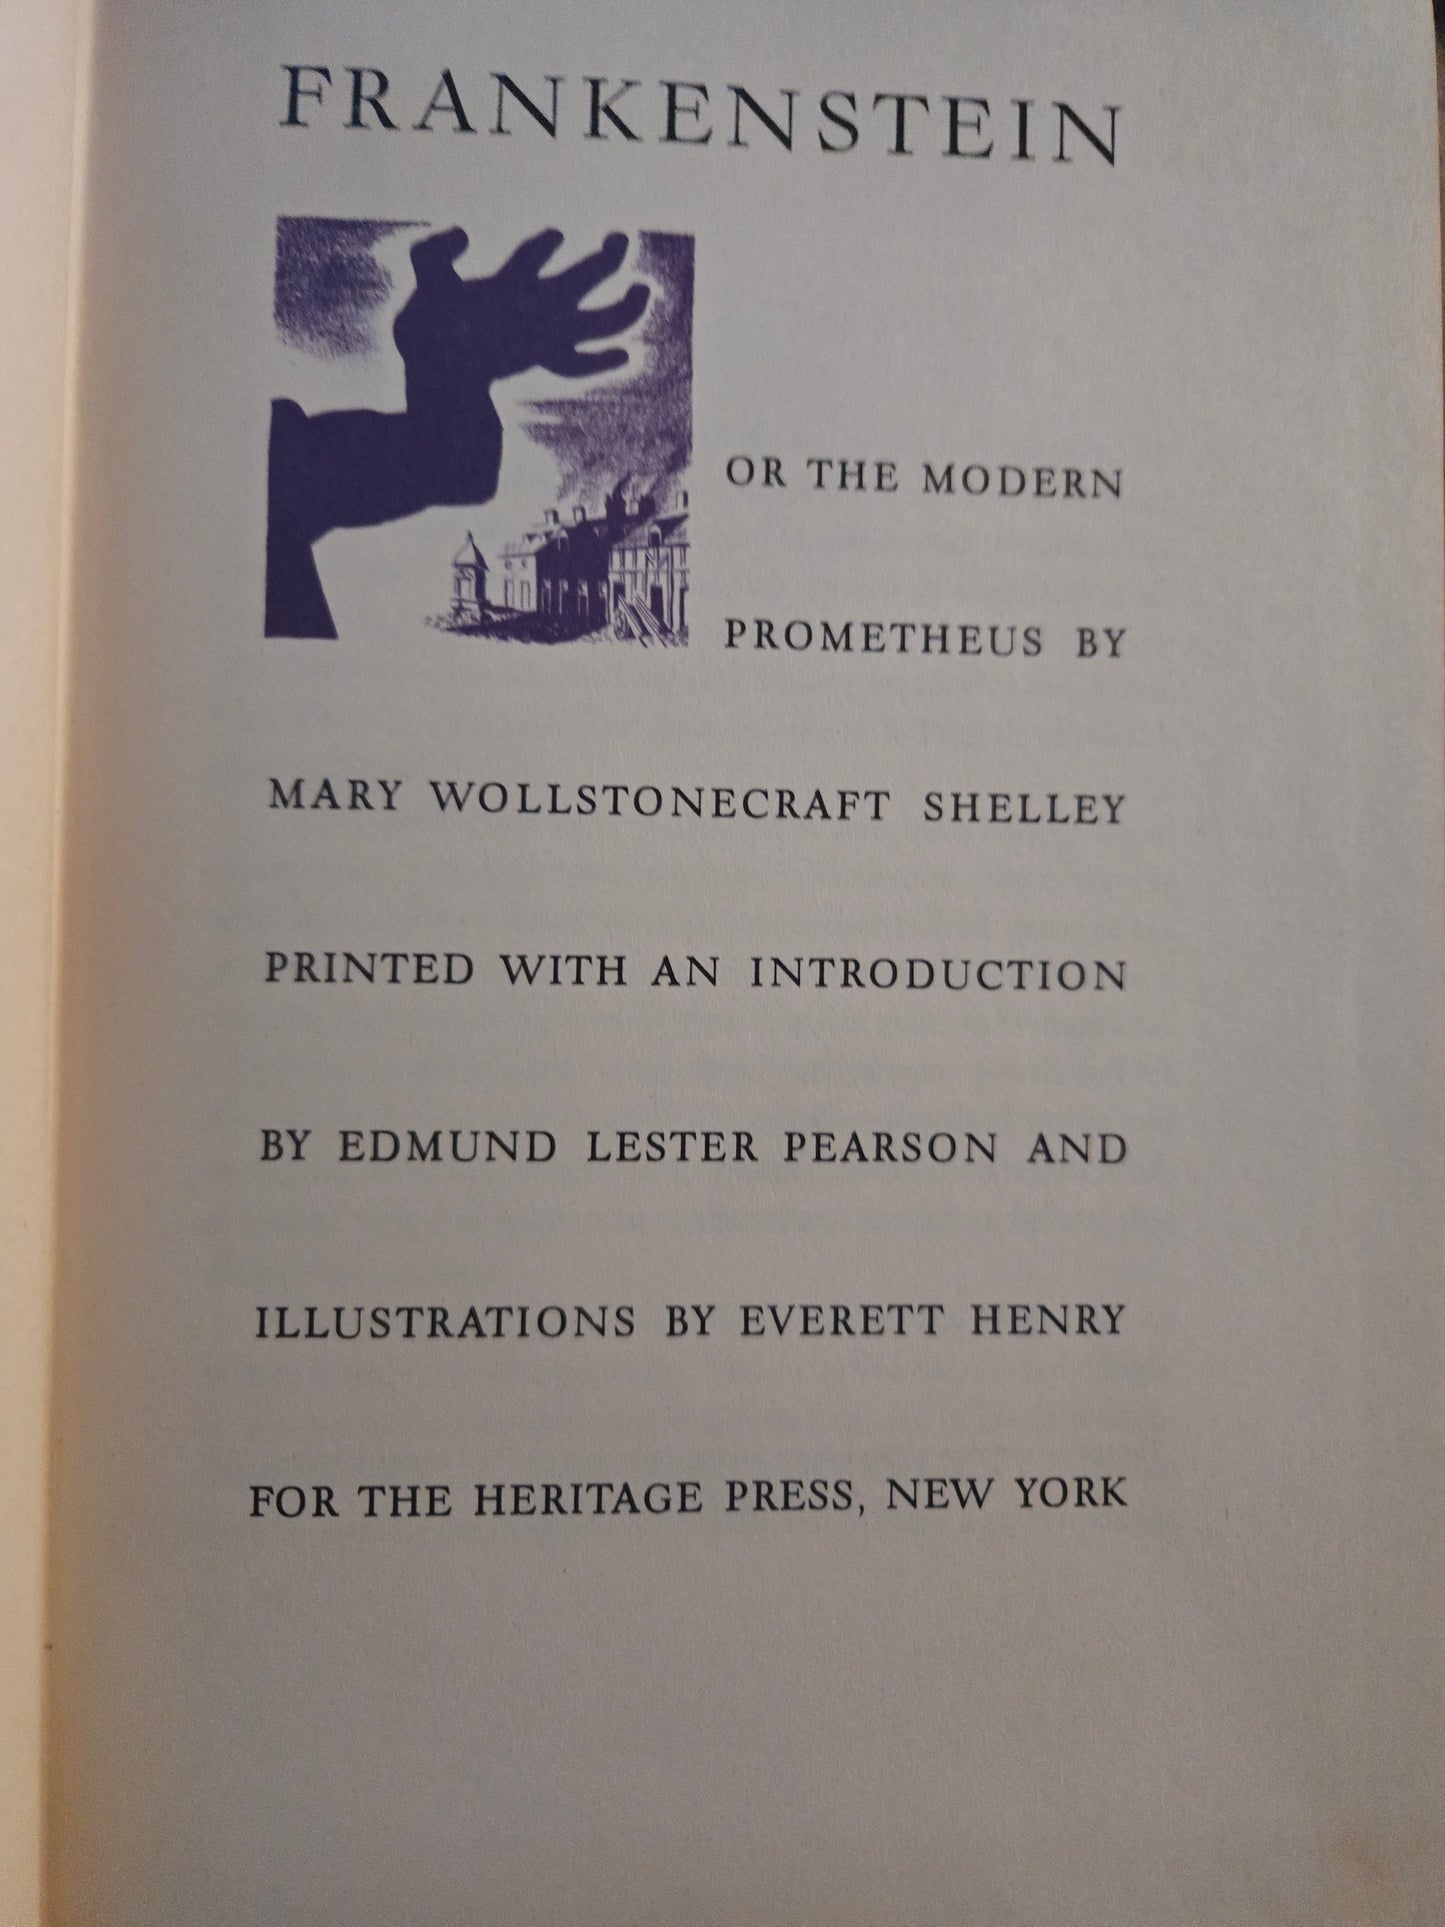 FRANKENSTEIN
OR THE MODERN
PROMETHEUS BY
MARY WOLLSTONECRAFT SHELLEY
PRINTED WITH AN INTRODUCTION
BY EDMUND LESTER PEARSON AND
ILLUSTRATIONS BY EVERETT HENRY
FOR THE HERITAGE PRESS, NEW YORK